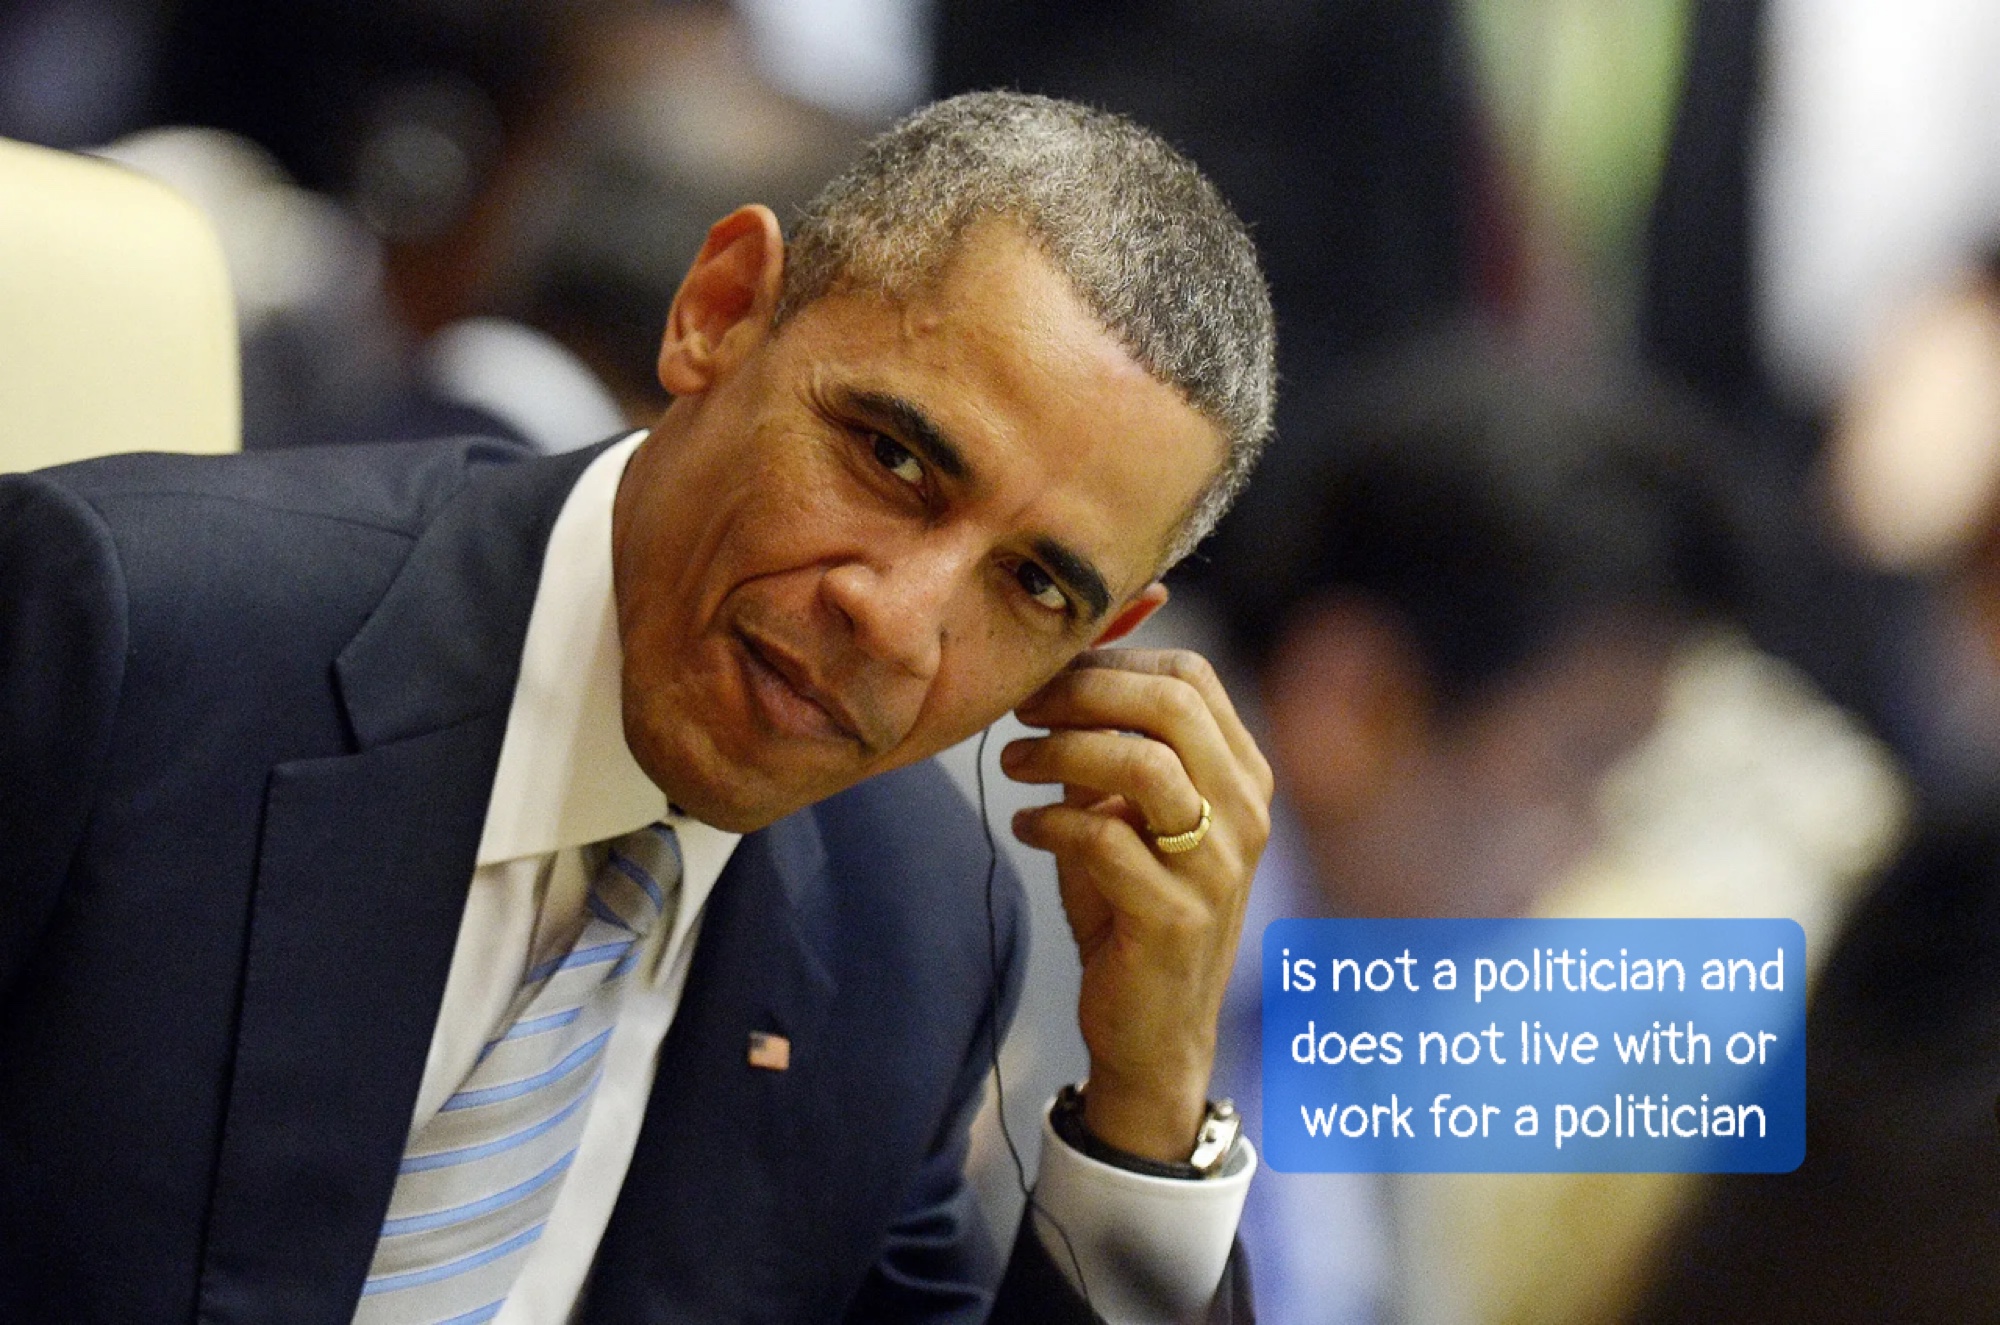 is not a politician and
does not live with or
work for a politician